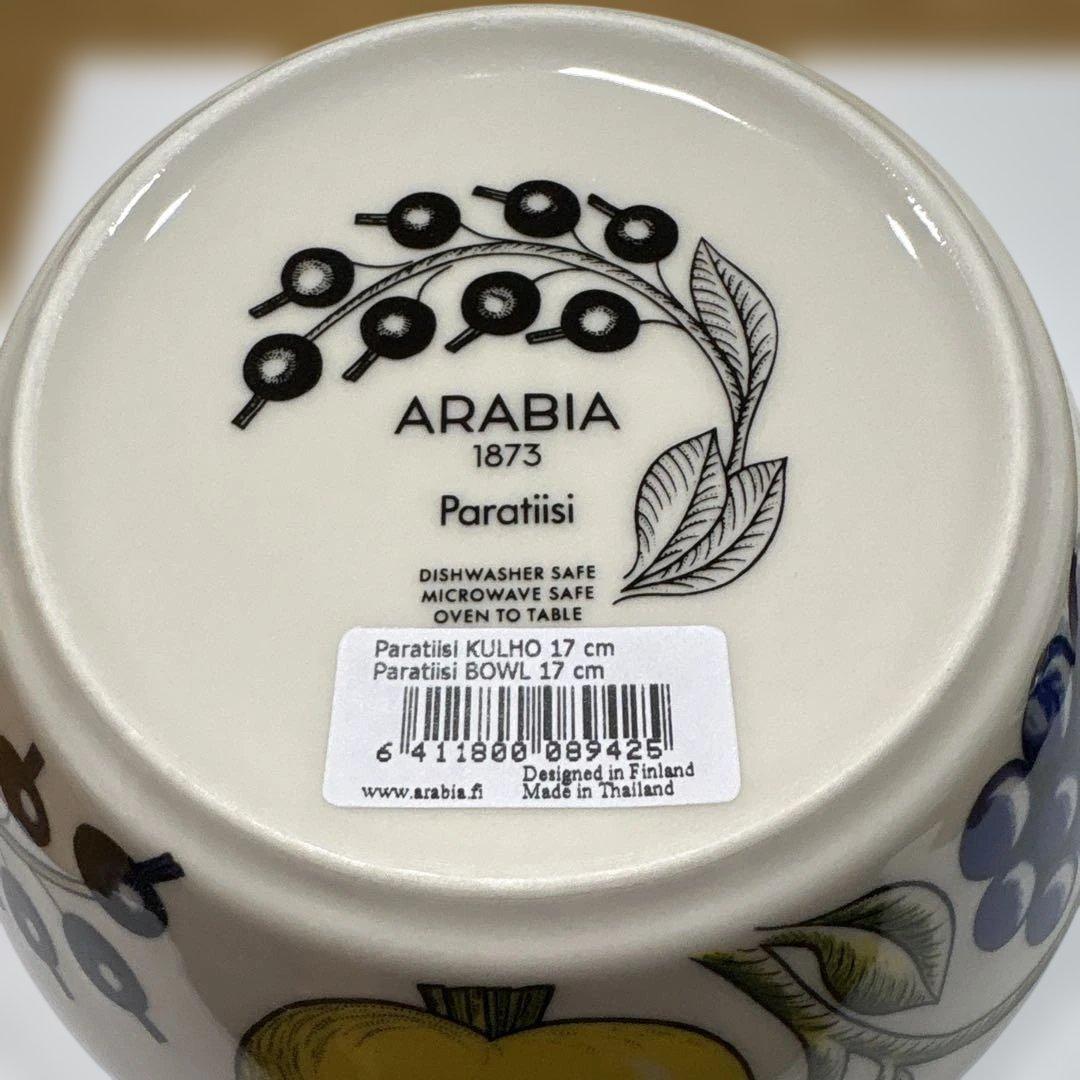 ARABIA
1873
Paratiisi
DISHWASHER SAFE
MICROWAVE SAFE
OVEN TO TABLE
Paratiisi KULHO 17 cm
Paratiisi BOWL 17 cm
6 411800 089425
Designed in Finland
www.arabia.fi Made in Thailand